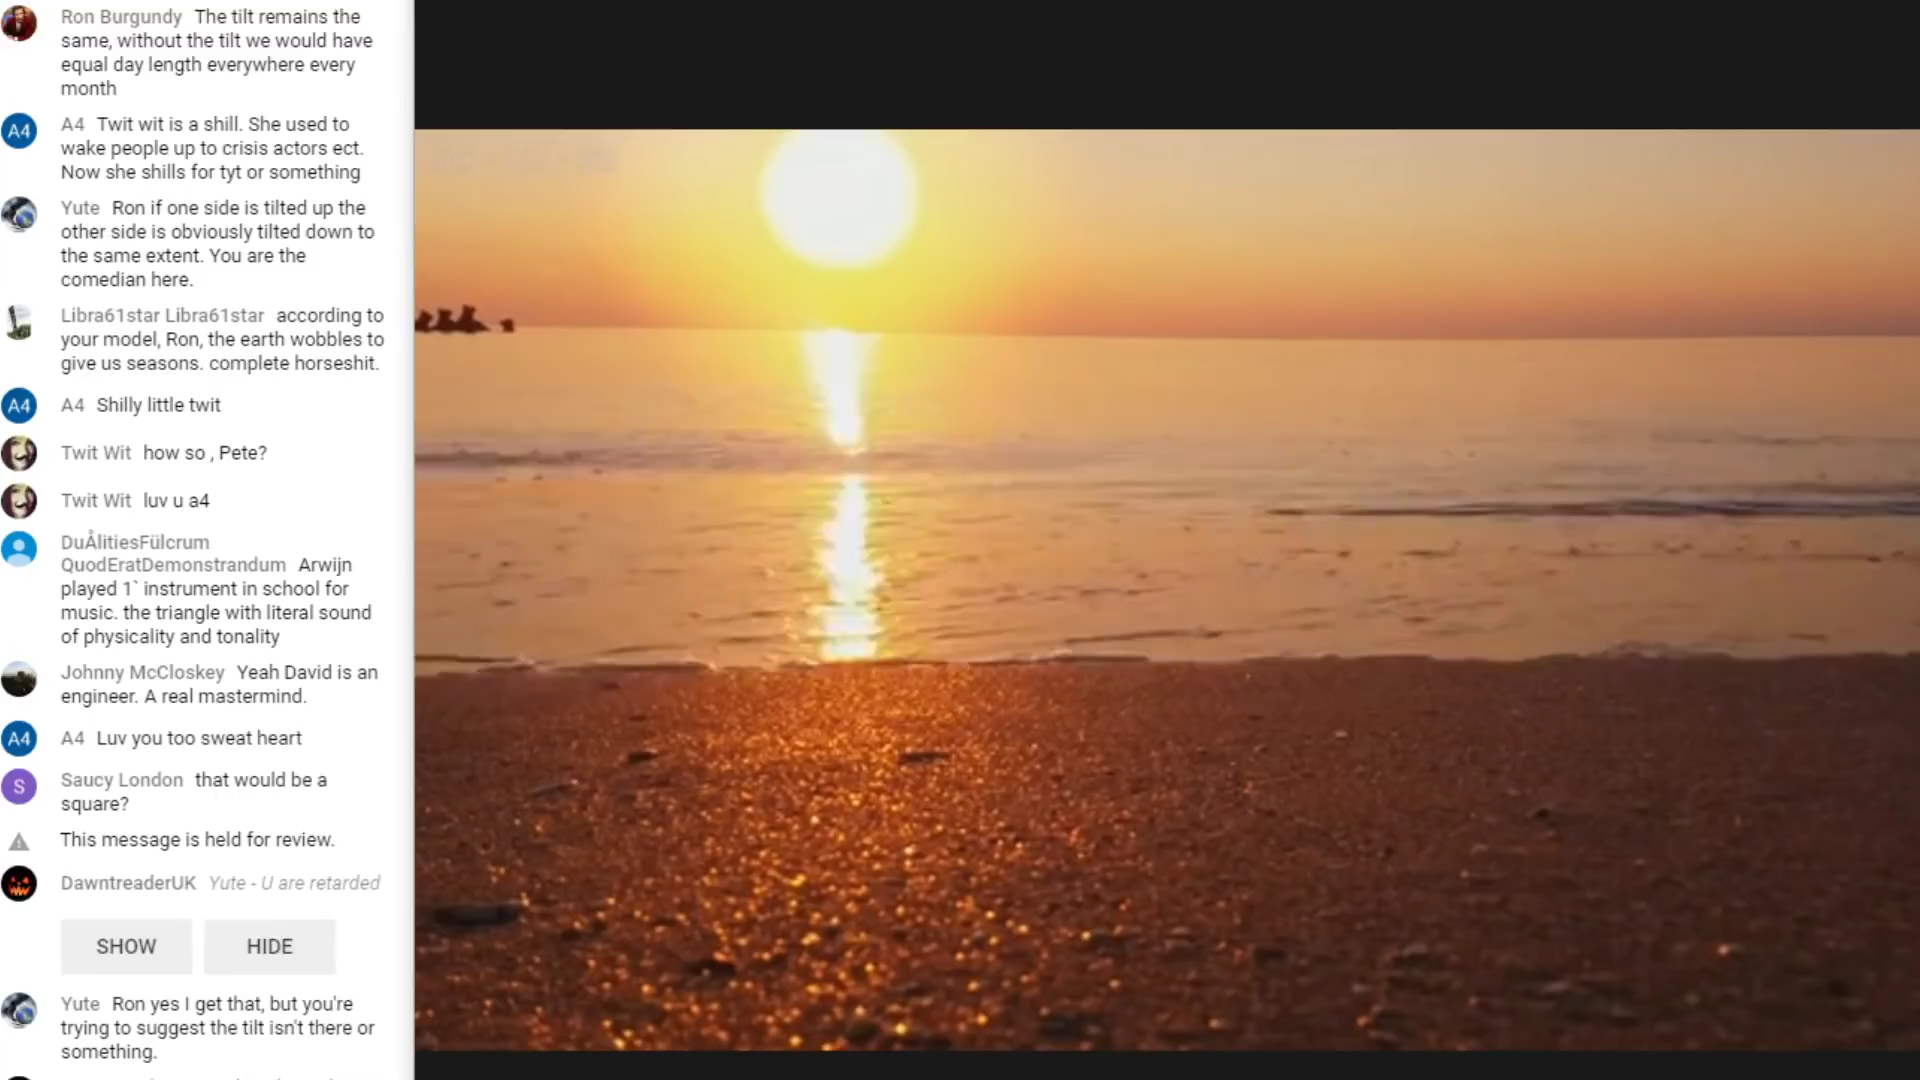 Ron Burgundy The tilt remains the
same, without the tilt we would have
equal day length everywhere every
month
A4 A4 Twit wit is a shill. She used to
wake people up to crisis actors ect.
Now she shills for tyt or something
Yute Ron if one side is tilted up the
other side is obviously tilted down to
the same extent. You are the
comedian here.
Libra61star Libra61star according to
your model, Ron, the earth wobbles to
give us seasons. complete horseshit.
A4 A4 Shilly little twit
Twit Wit how so , Pete?
Twit Wit luv u a4
DuÅlitiesFülcrum
QuodEratDemonstrandum Arwijn
played 1` instrument in school for
music. the triangle with literal sound
of physicality and tonality
Johnny McCloskey Yeah David is an
engineer. A real mastermind.
A4 A4 Luv you too sweat heart
S Saucy London that would be a
square?
This message is held for review.
DawntreaderUK Yute - U are retarded
SHOW HIDE
Yute Ron yes I get that, but you're
trying to suggest the tilt isn't there or
something.